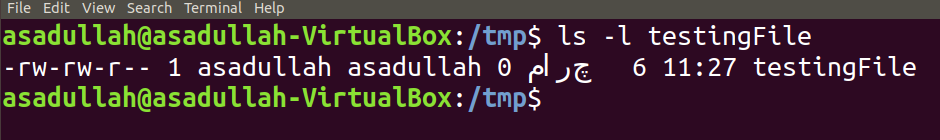 File Edit View Search Terminal Help
asadullah@asadullah-VirtualBox:/tmp$ ls -l testingFile
-rw-rw-r-- 1 asadullah asadullah 0 مارچ   6 11:27 testingFile
asadullah@asadullah-VirtualBox:/tmp$